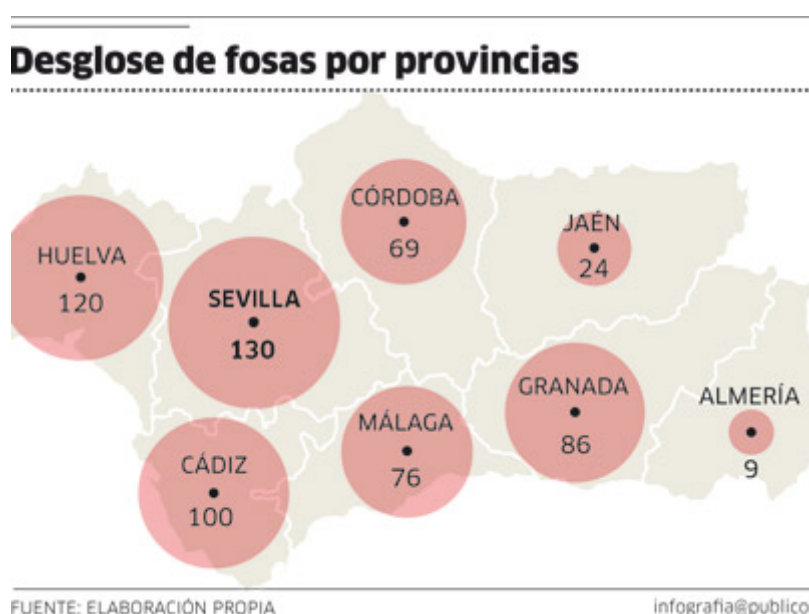 Desglose de fosas por provincias
CÓRDOBA
69
JAÉN
24
HUELVA
120
SEVILLA
130
GRANADA
86
ALMERÍA
9
MÁLAGA
76
CÁDIZ
100
FUENTE: ELABORACIÓN PROPIA
infografia@publico